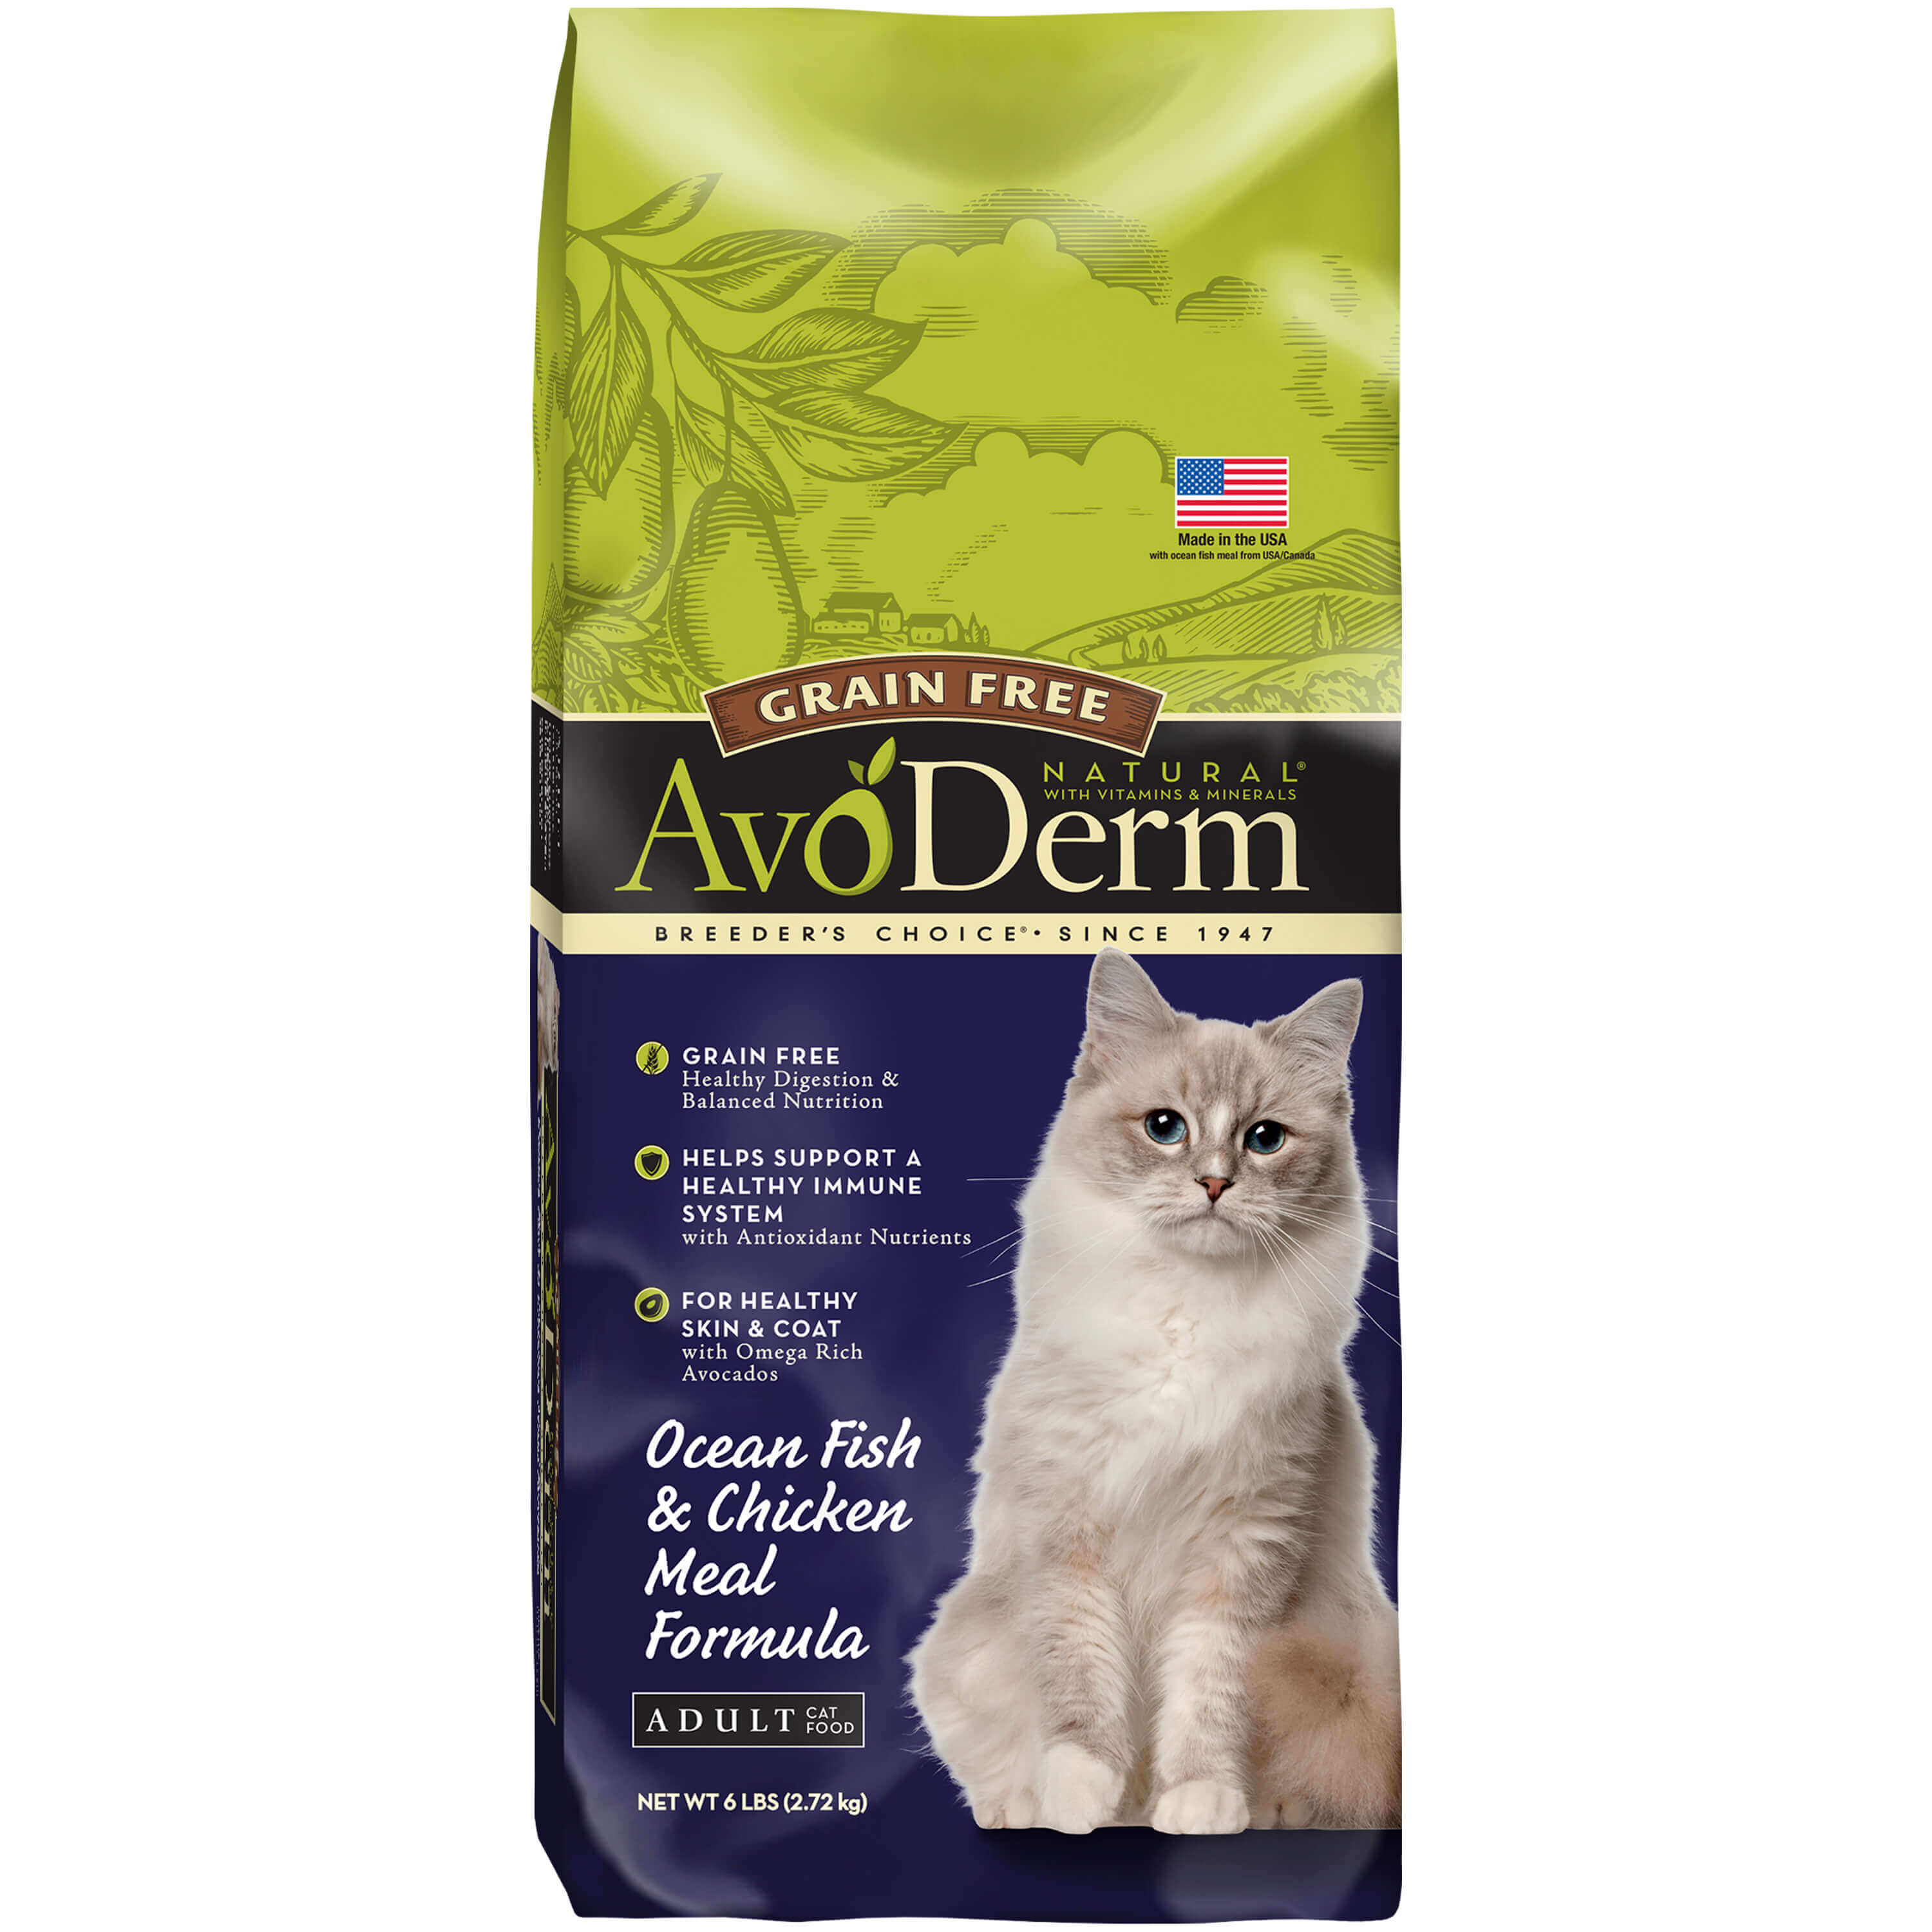 Made in the USA
with ocean fish meal from USA/Canada
GRAIN FREE
NATURAL®
WITH VITAMINS & MINERALS
AvoDerm
BREEDER'S CHOICE® • SINCE 1947
GRAIN FREE
Healthy Digestion &
Balanced Nutrition
HELPS SUPPORT A
HEALTHY IMMUNE
SYSTEM
with Antioxidant Nutrients
FOR HEALTHY
SKIN & COAT
with Omega Rich
Avocados
Ocean Fish
& Chicken
Meal
Formula
ADULT CAT
FOOD
NET WT 6 LBS (2.72 kg)
AvoDerm